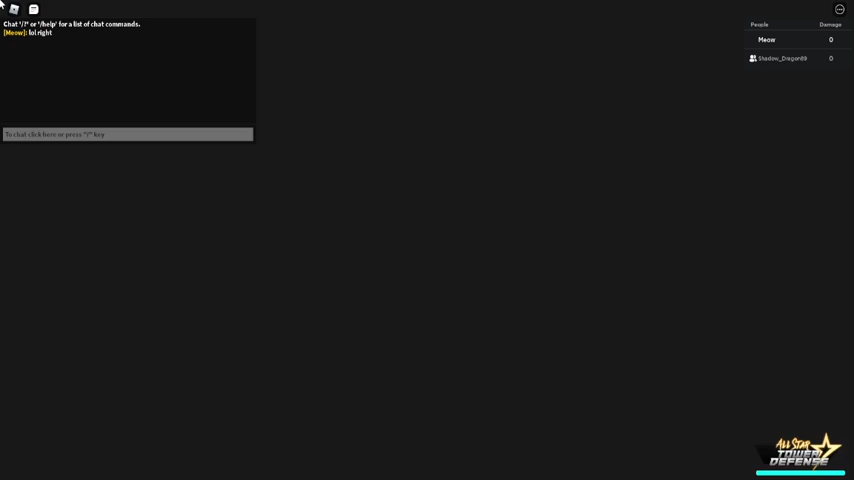 Chat '/?' or '/help' for a list of chat commands.
[Meow]: lol right
To chat click here or press "/" key
People Damage
Meow 0
Shadow_Dragon89 0
ALL STAR
TOWER
DEFENSE